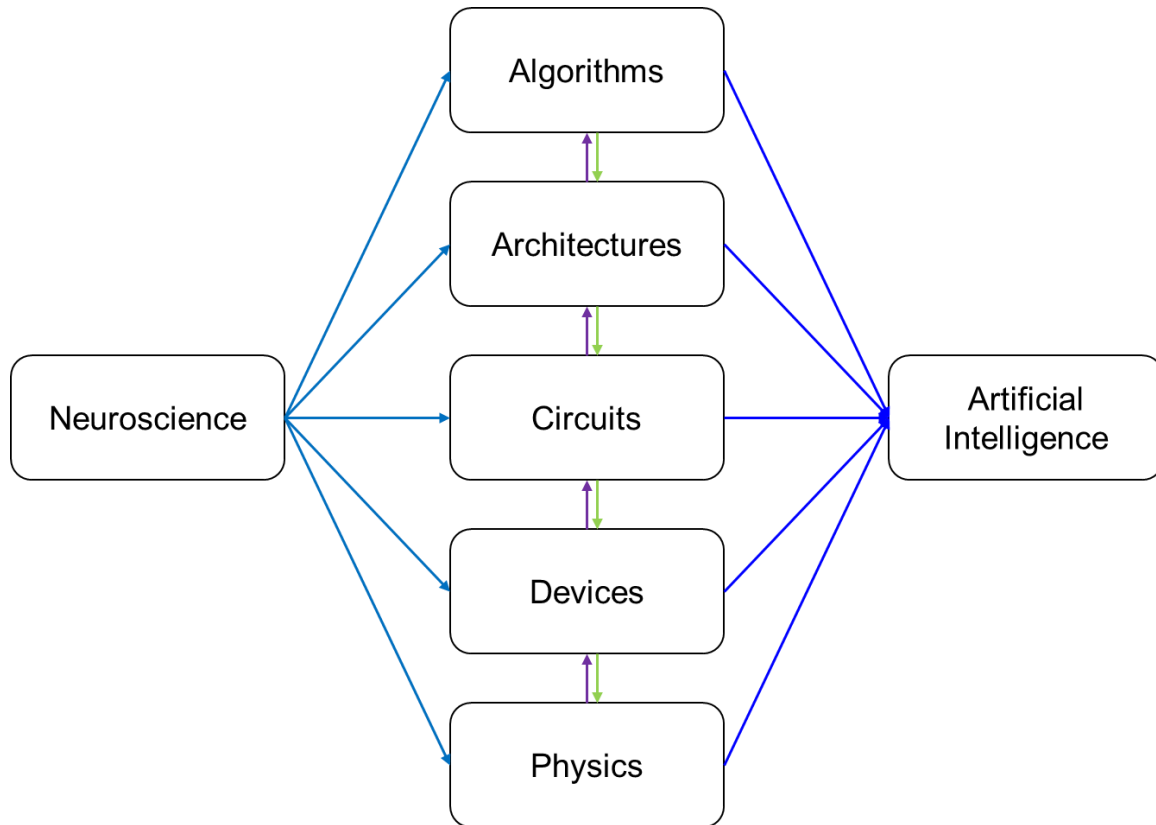 Algorithms
Architectures
Neuroscience
Circuits
Artificial
Intelligence
Devices
Physics